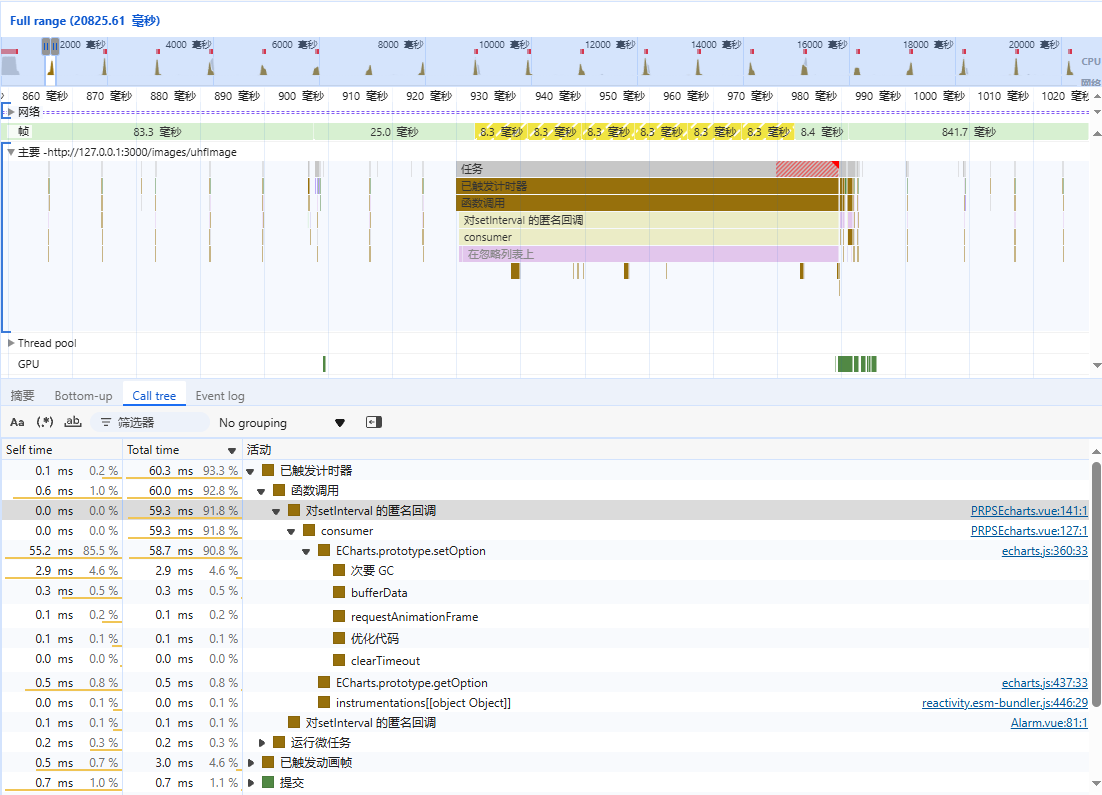 Full range (20825.61 毫秒)
2000 毫秒 4000 毫秒 6000 毫秒 8000 毫秒 10000 毫秒 12000 毫秒 14000 毫秒 16000 毫秒 18000 毫秒 20000 毫秒
CPU
网络
860 毫秒 870 毫秒 880 毫秒 890 毫秒 900 毫秒 910 毫秒 920 毫秒 930 毫秒 940 毫秒 950 毫秒 960 毫秒 970 毫秒 980 毫秒 990 毫秒 1000 毫秒 1010 毫秒 1020 毫秒
网络
帧 83.3 毫秒 25.0 毫秒 8.3 毫秒 8.3 毫秒 8.3 毫秒 8.3 毫秒 8.3 毫秒 8.3 毫秒 8.4 毫秒 841.7 毫秒
主要 -http://127.0.0.1:3000/images/uhfImage
任务
已触发计时器
函数调用
对setInterval 的匿名回调
consumer
在忽略列表上
Thread pool
GPU
摘要 Bottom-up Call tree Event log
Aa (.*) ab 筛选器 No grouping
Self time Total time 活动
0.1 ms 0.2 % 60.3 ms 93.3 % 已触发计时器
0.6 ms 1.0 % 60.0 ms 92.8 % 函数调用
0.0 ms 0.0 % 59.3 ms 91.8 % 对setInterval 的匿名回调 PRPSEcharts.vue:141:1
0.0 ms 0.0 % 59.3 ms 91.8 % consumer PRPSEcharts.vue:127:1
55.2 ms 85.5 % 58.7 ms 90.8 % ECharts.prototype.setOption echarts.js:360:33
2.9 ms 4.6 % 2.9 ms 4.6 % 次要 GC
0.3 ms 0.5 % 0.3 ms 0.5 % bufferData
0.1 ms 0.2 % 0.1 ms 0.2 % requestAnimationFrame
0.1 ms 0.1 % 0.1 ms 0.1 % 优化代码
0.0 ms 0.0 % 0.0 ms 0.0 % clearTimeout
0.5 ms 0.8 % 0.5 ms 0.8 % ECharts.prototype.getOption echarts.js:437:33
0.0 ms 0.1 % 0.0 ms 0.1 % instrumentations[[object Object]] reactivity.esm-bundler.js:446:29
0.1 ms 0.1 % 0.1 ms 0.1 % 对setInterval 的匿名回调 Alarm.vue:81:1
0.2 ms 0.3 % 0.2 ms 0.3 % 运行微任务
0.5 ms 0.7 % 3.0 ms 4.6 % 已触发动画帧
0.7 ms 1.0 % 0.7 ms 1.1 % 提交